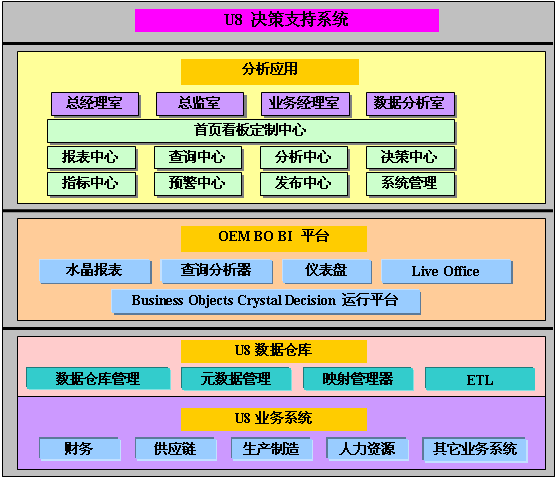 U8 决策支持系统
分析应用
总经理室 总监室 业务经理室 数据分析室
首页看板定制中心
报表中心 查询中心 分析中心 决策中心
指标中心 预警中心 发布中心 系统管理
OEM BO BI 平台
水晶报表 查询分析器 仪表盘 Live Office
Business Objects Crystal Decision 运行平台
U8 数据仓库
数据仓库管理 元数据管理 映射管理器 ETL
U8 业务系统
财务 供应链 生产制造 人力资源 其它业务系统